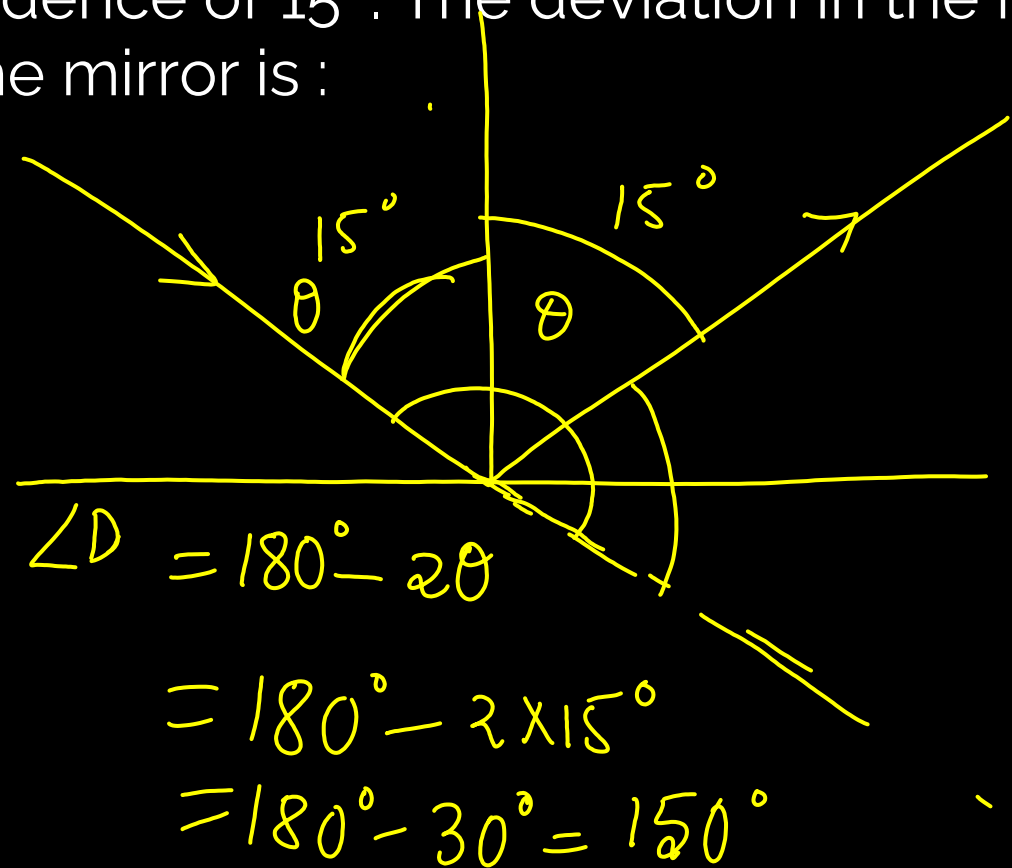 dence of 15°. The deviation in the
he mirror is :
15°
15°
θ
θ
∠D = 180° - 2θ
= 180° - 2×15°
= 180° - 30° = 150°